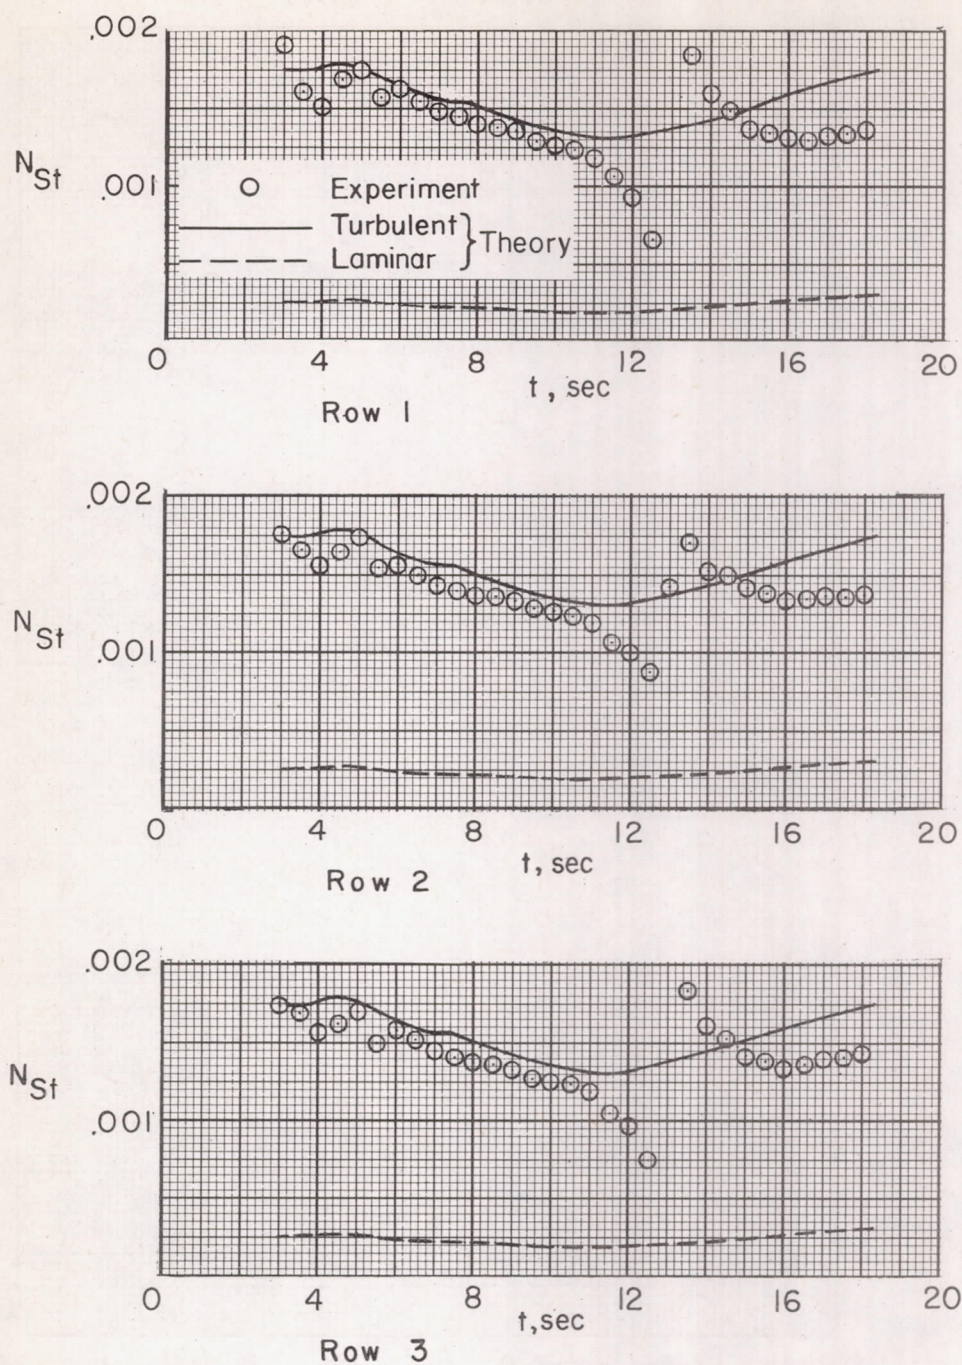 .002
N St
.001
Experiment
Turbulent
Laminar
} Theory
0 4 8 12 16 20
t, sec
Row 1
.002
N St
.001
0 4 8 12 16 20
t, sec
Row 2
.002
N St
.001
0 4 8 12 16 20
t, sec
Row 3